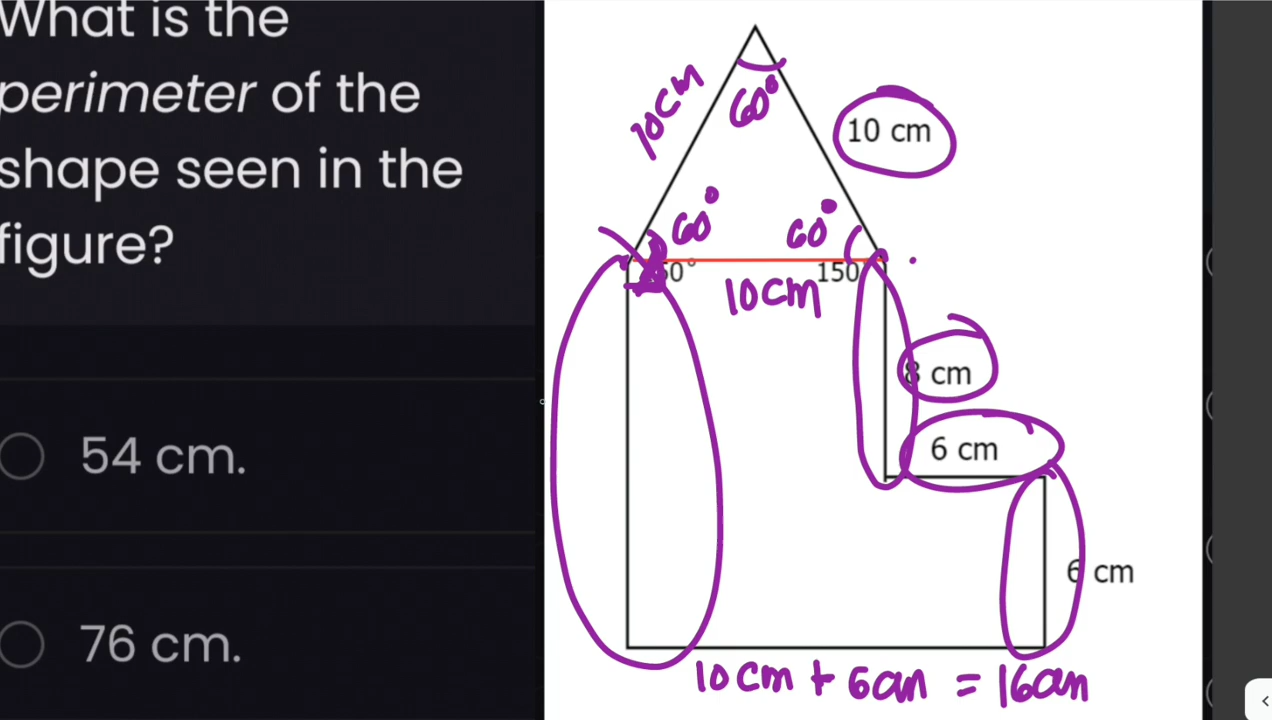 What is the
perimeter of the
shape seen in the
figure?
54 cm.
76 cm.
10cm
60°
10 cm
60°
60°
150
10cm
8 cm
6 cm
6 cm
10cm + 6cm = 16cm